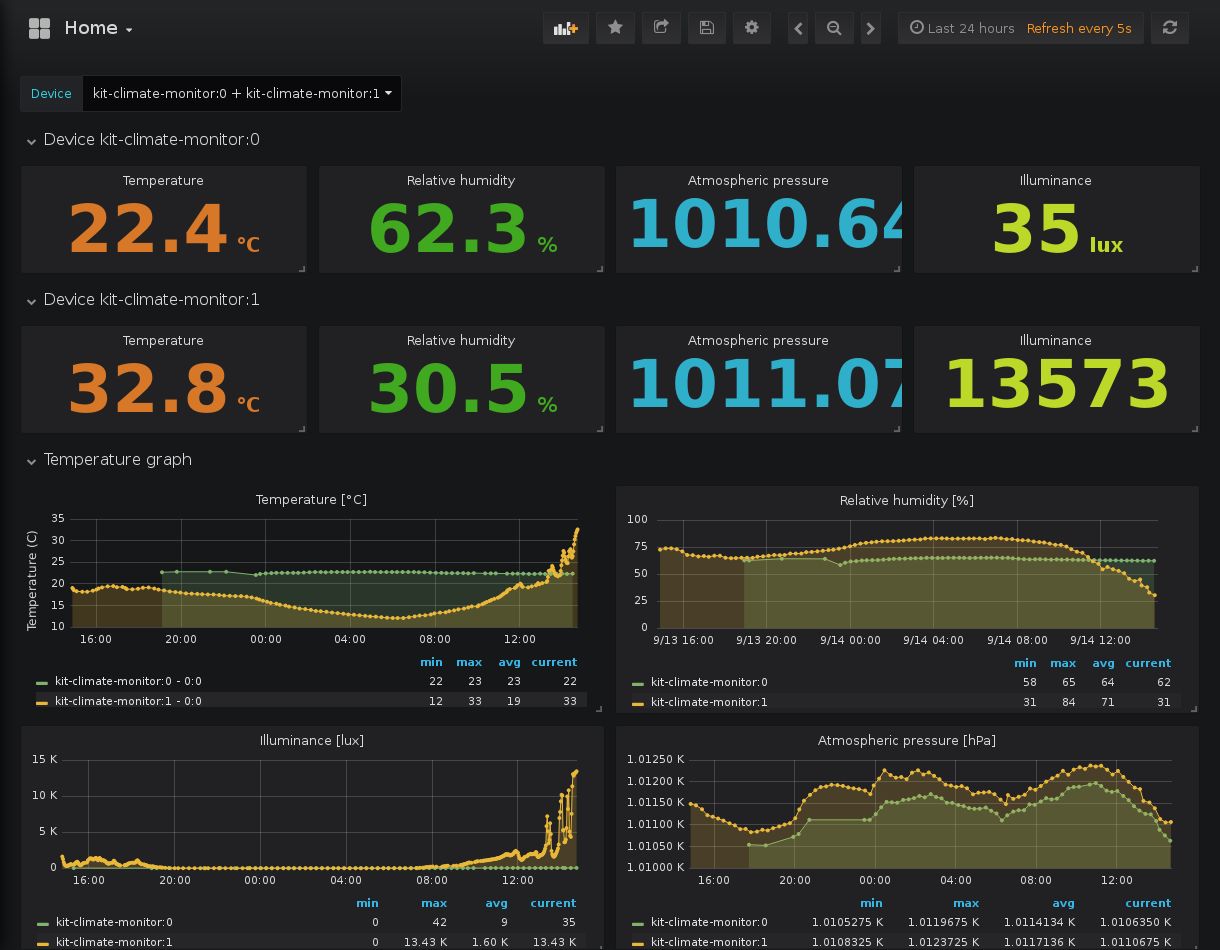 Home
Last 24 hours Refresh every 5s
Device kit-climate-monitor:0 + kit-climate-monitor:1
Device kit-climate-monitor:0
Temperature Relative humidity Atmospheric pressure Illuminance
22.4 °C 62.3 % 1010.64 35 lux
Device kit-climate-monitor:1
Temperature Relative humidity Atmospheric pressure Illuminance
32.8 °C 30.5 % 1011.07 13573
Temperature graph
Temperature [°C]
Temperature (C)
35
30
25
20
15
10
16:00 20:00 00:00 04:00 08:00 12:00
min max avg current
kit-climate-monitor:0 - 0:0 22 23 23 22
kit-climate-monitor:1 - 0:0 12 33 19 33
Relative humidity [%]
100
75
50
25
0
9/13 16:00 9/13 20:00 9/14 00:00 9/14 04:00 9/14 08:00 9/14 12:00
min max avg current
kit-climate-monitor:0 58 65 64 62
kit-climate-monitor:1 31 84 71 31
Illuminance [lux]
15 K
10 K
5 K
0
16:00 20:00 00:00 04:00 08:00 12:00
min max avg current
kit-climate-monitor:0 0 42 9 35
kit-climate-monitor:1 0 13.43 K 1.60 K 13.43 K
Atmospheric pressure [hPa]
1.01250 K
1.01200 K
1.01150 K
1.01100 K
1.01050 K
1.01000 K
16:00 20:00 00:00 04:00 08:00 12:00
min max avg current
kit-climate-monitor:0 1.0105275 K 1.0119675 K 1.0114134 K 1.0106350 K
kit-climate-monitor:1 1.0108325 K 1.0123725 K 1.0117136 K 1.0110675 K